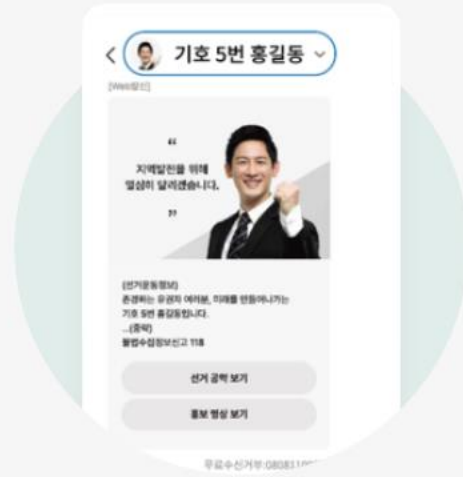 기호 5번 홍길동
[Web발신]
“
지역발전을 위해
열심히 달리겠습니다.
”
(선거운동정보)
존경하는 유권자 여러분, 미래를 만들어나가는
기호 5번 홍길동입니다.
...(중략)
불법수집정보신고 118
선거 공약 보기
홍보 영상 보기
무료수신거부:080811